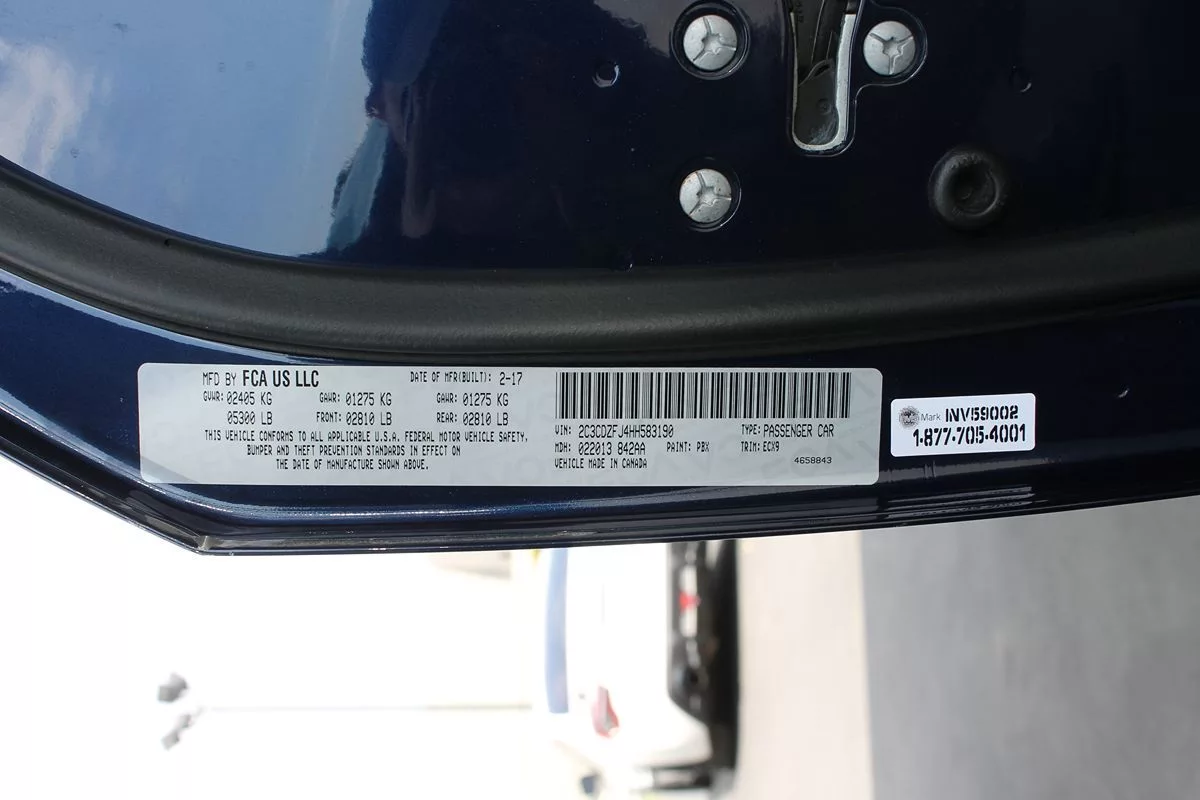 MFD BY FCA US LLC DATE OF MFR(BUILT): 2-17
GVWR: 02405 KG GAWR: 01275 KG GAWR: 01275 KG
05300 LB FRONT: 02810 LB REAR: 02810 LB
THIS VEHICLE CONFORMS TO ALL APPLICABLE U.S.A. FEDERAL MOTOR VEHICLE SAFETY,
BUMPER AND THEFT PREVENTION STANDARDS IN EFFECT ON
THE DATE OF MANUFACTURE SHOWN ABOVE.
VIN: 2C3CDZFJ4HH583190 TYPE: PASSENGER CAR
MDH: 022013 842AA PAINT: PBX TRIM: ECX9
VEHICLE MADE IN CANADA 4658843
Mark INV59002
1-877-705-4001